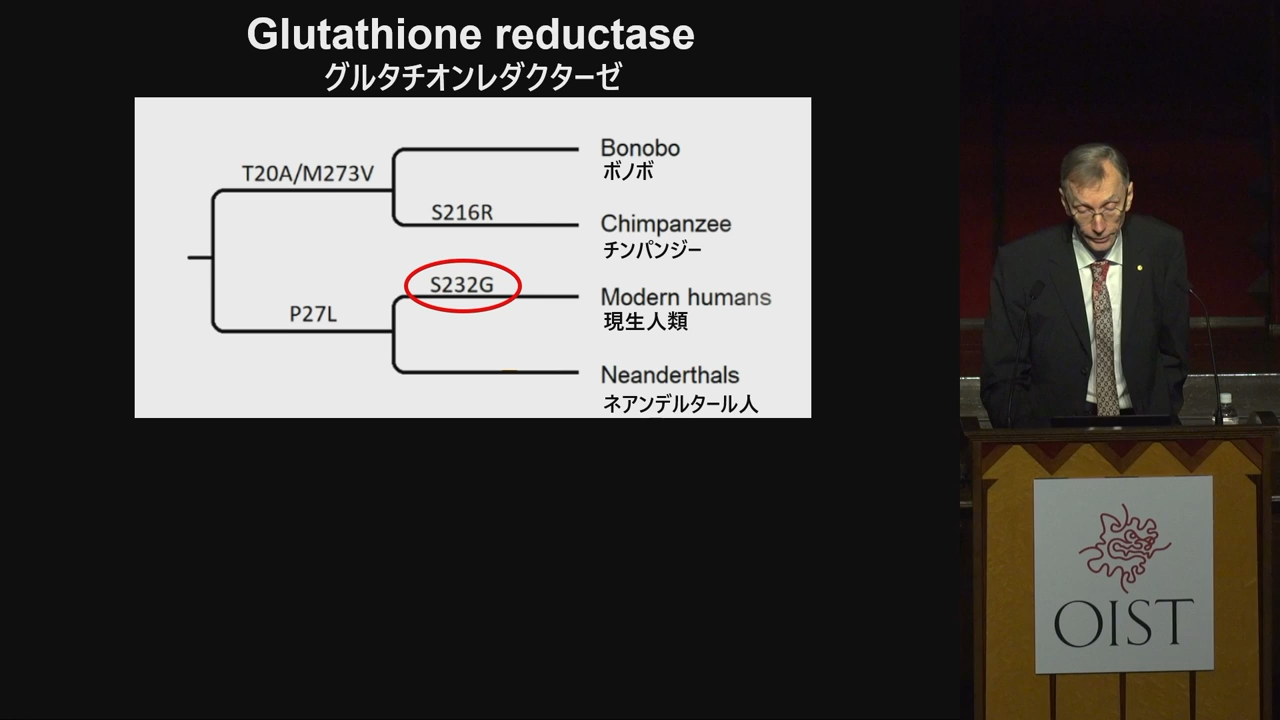 Glutathione reductase
グルタチオンレダクターゼ
T20A/M273V
Bonobo
ボノボ
S216R
Chimpanzee
チンパンジー
S232G
Modern humans
現生人類
P27L
Neanderthals
ネアンデルタール人
OIST